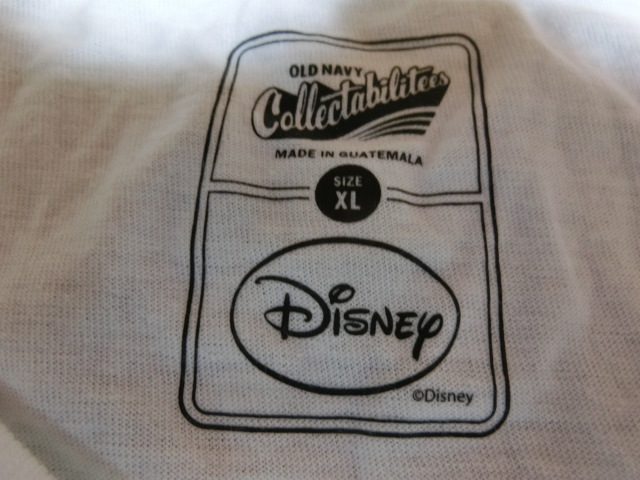 OLD NAVY
Collectabilitees
MADE IN GUATEMALA
SIZE
XL
Disney
©Disney